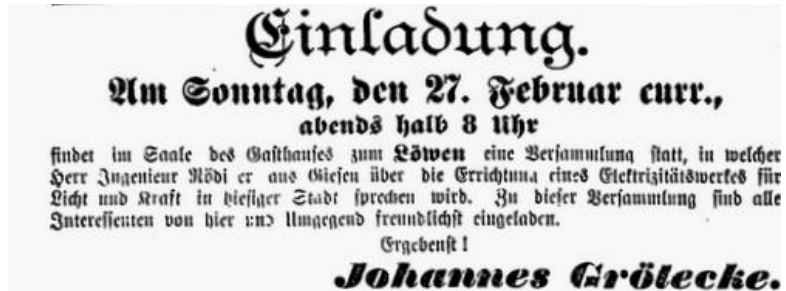 Einladung.
Am Sonntag, den 27. Februar curr.,
abends halb 8 Uhr
findet im Saale des Gasthauses zum Löwen eine Versammlung statt, in welcher
Herr Ingenieur Rödi er aus Giesen über die Errichtung eines Elektrizitätswerkes für
Licht und Kraft in hiesiger Stadt sprechen wird. Zu dieser Versammlung sind alle
Interessenten von hier und Umgegend freundlichst eingeladen.
Ergebenst!
Johannes Grölecke.